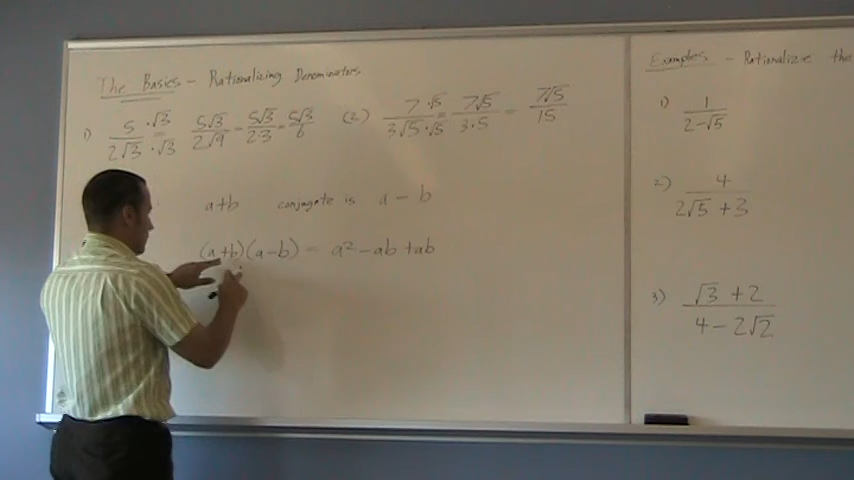 The Basics - Rationalizing Denominators
1) 5/2√3 · √3/√3 = 5√3/2√9 = 5√3/2·3 = 5√3/6
(2) 7/3√5 · √5/√5 = 7√5/3·5 = 7√5/15
a+b conjugate is a - b
(a+b)(a-b) = a² - ab + ab
Examples - Rationalize the
1) 1/2-√5
2) 4/2√5 + 3
3) √3 + 2/4 - 2√2